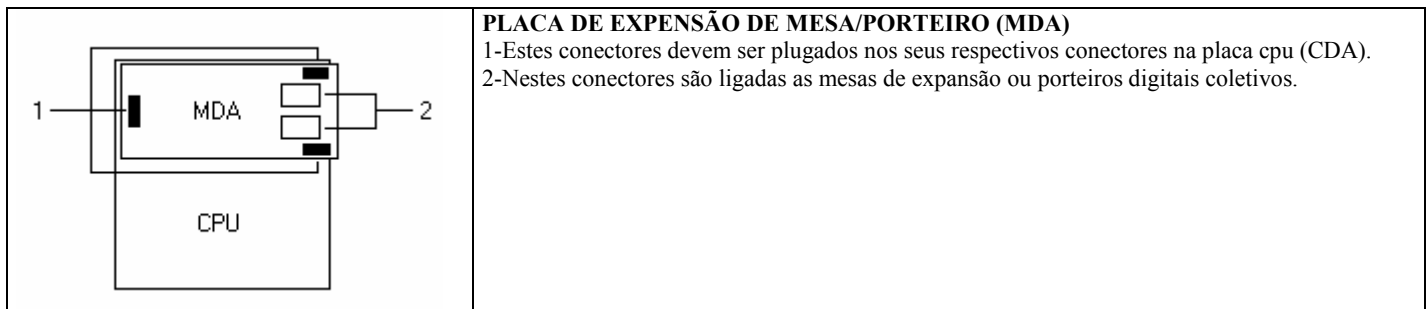 PLACA DE EXPENSÃO DE MESA/PORTEIRO (MDA)
1-Estes conectores devem ser plugados nos seus respectivos conectores na placa cpu (CDA).
2-Nestes conectores são ligadas as mesas de expansão ou porteiros digitais coletivos.
1
MDA
2
CPU